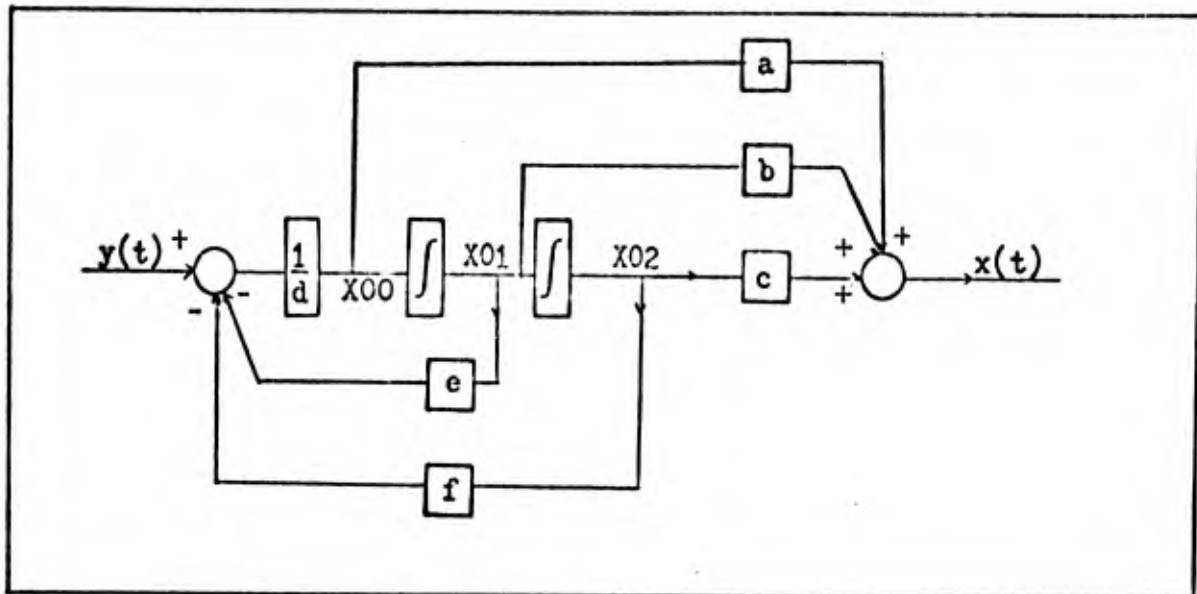 a
b
y(t) + 1/d X00 ∫ X01 ∫ X02 c + + + x(t)
- -
e
f